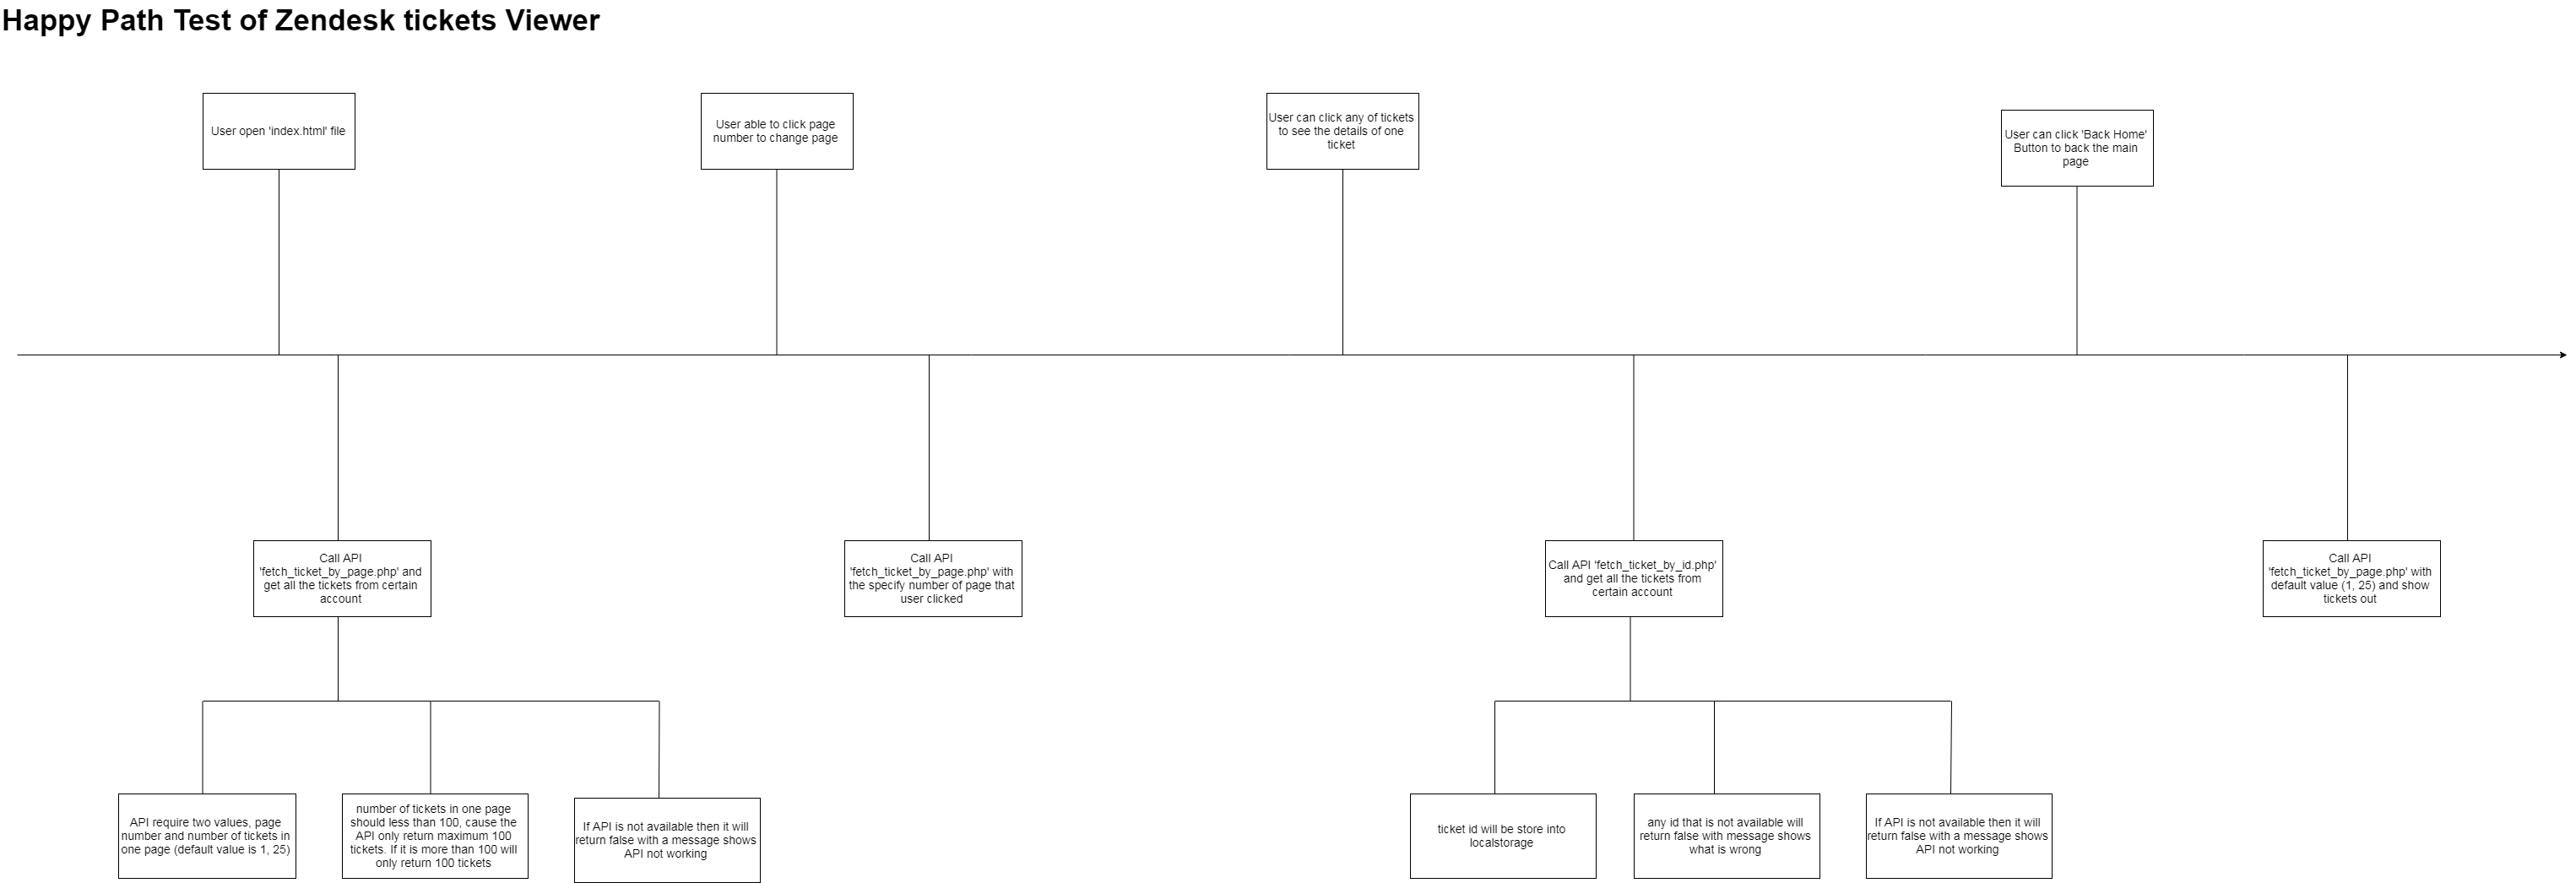 Happy Path Test of Zendesk tickets Viewer
User open 'index.html' file
User able to click page
number to change page
User can click any of tickets
to see the details of one
ticket
User can click 'Back Home'
Button to back the main
page
Call API
'fetch_ticket_by_page.php' and
get all the tickets from certain
account
Call API
'fetch_ticket_by_page.php' with
the specify number of page that
user clicked
Call API 'fetch_ticket_by_id.php'
and get all the tickets from
certain account
Call API
'fetch_ticket_by_page.php' with
default value (1, 25) and show
tickets out
API require two values, page
number and number of tickets in
one page (default value is 1, 25)
number of tickets in one page
should less than 100, cause the
API only return maximum 100
tickets. If it is more than 100 will
only return 100 tickets
If API is not available then it will
return false with a message shows
API not working
ticket id will be store into
localstorage
any id that is not available will
return false with message shows
what is wrong
If API is not available then it will
return false with a message shows
API not working